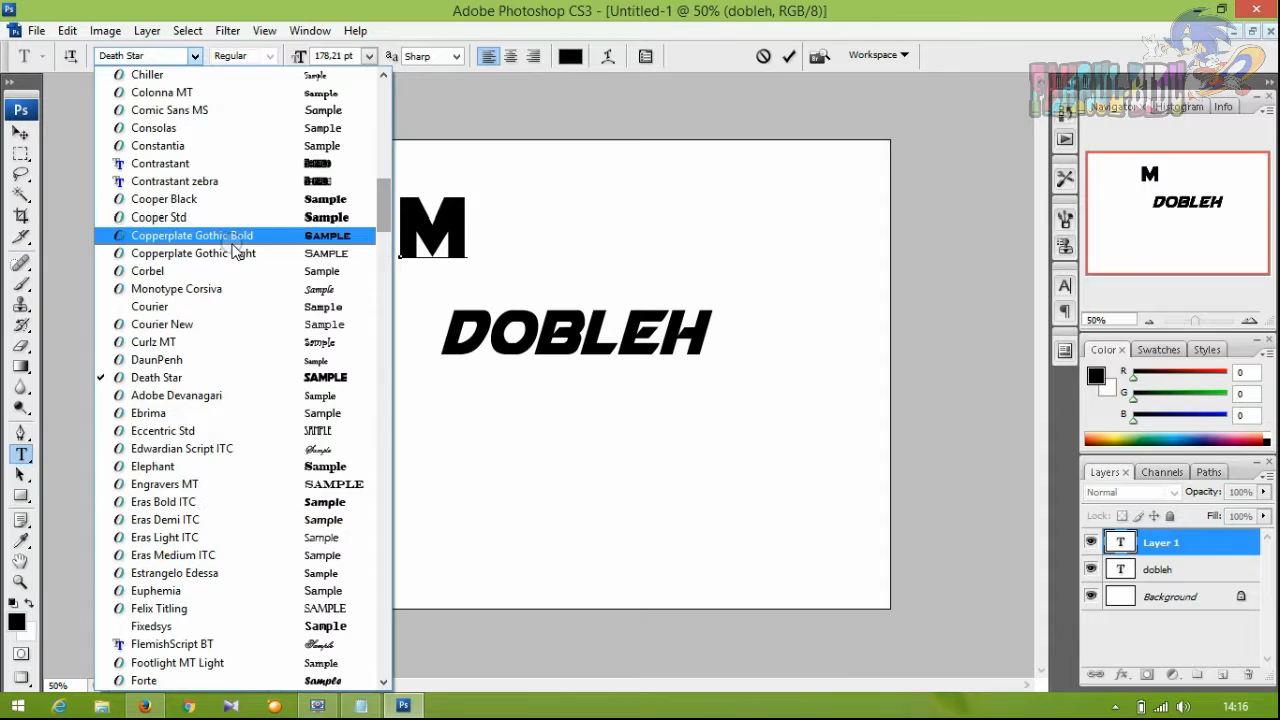 Adobe Photoshop CS3 - [Untitled-1 @ 50% (dobleh, RGB/8)]
File Edit Image Layer Select Filter View Window Help
T Death Star Regular 178,21 pt aa Sharp Workspace
Ps
Chiller Sample
Colonna MT Sample
Comic Sans MS Sample
Consolas Sample
Constantia Sample
Contrastant
Contrastant zebra
Cooper Black Sample
Cooper Std Sample
Copperplate Gothic Bold SAMPLE
Copperplate Gothic Light SAMPLE
Corbel Sample
Monotype Corsiva Sample
Courier Sample
Courier New Sample
Curlz MT Sample
DaunPenh Sample
Death Star SAMPLE
Adobe Devanagari Sample
Ebrima Sample
Eccentric Std SAMPLE
Edwardian Script ITC Sample
Elephant Sample
Engravers MT SAMPLE
Eras Bold ITC Sample
Eras Demi ITC Sample
Eras Light ITC Sample
Eras Medium ITC Sample
Estrangelo Edessa Sample
Euphemia Sample
Felix Titling SAMPLE
Fixedsys Sample
FlemishScript BT Sample
Footlight MT Light Sample
Forte Sample
M
DOBLEH
Navigator Histogram Info
M
DOBLEH
50%
Color Swatches Styles
R 0
G 0
B 0
Layers Channels Paths
Normal Opacity: 100%
Lock: Fill: 100%
T Layer 1
T dobleh
Background
50%
Ps 14:16